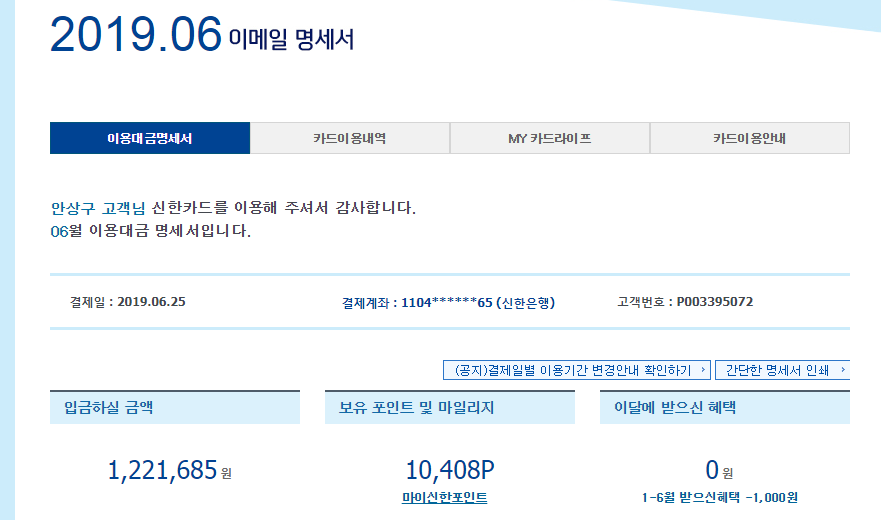 2019.06 이메일 명세서
이용대금명세서 카드이용내역 MY 카드라이프 카드이용안내
안상구 고객님 신한카드를 이용해 주셔서 감사합니다.
06월 이용대금 명세서입니다.
결제일 : 2019.06.25 결제계좌 : 1104******65 (신한은행) 고객번호 : P003395072
(공지)결제일별 이용기간 변경안내 확인하기 › 간단한 명세서 인쇄 ›
입금하실 금액 보유 포인트 및 마일리지 이달에 받으신 혜택
1,221,685 원 10,408P 0 원
마이신한포인트 1-6월 받으신혜택 -1,000원